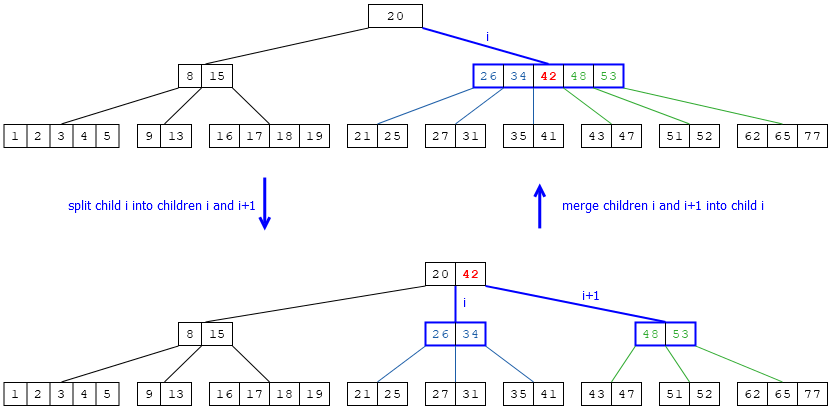 20
i
8 15 26 34 42 48 53
1 2 3 4 5 9 13 16 17 18 19 21 25 27 31 35 41 43 47 51 52 62 65 77
split child i into children i and i+1 merge children i and i+1 into child i
20 42
i i+1
8 15 26 34 48 53
1 2 3 4 5 9 13 16 17 18 19 21 25 27 31 35 41 43 47 51 52 62 65 77